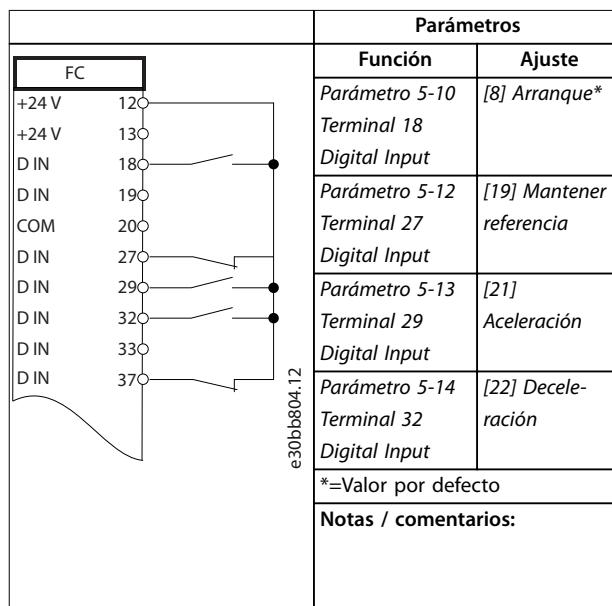 Parámetros
Función
Ajuste
FC
+24 V 12
+24 V 13
D IN 18
D IN 19
COM 20
D IN 27
D IN 29
D IN 32
D IN 33
D IN 37
e30bb804.12
Parámetro 5-10
Terminal 18
Digital Input
[8] Arranque*
Parámetro 5-12
Terminal 27
Digital Input
[19] Mantener
referencia
Parámetro 5-13
Terminal 29
Digital Input
[21]
Aceleración
Parámetro 5-14
Terminal 32
Digital Input
[22] Decele-
ración
*=Valor por defecto
Notas / comentarios: